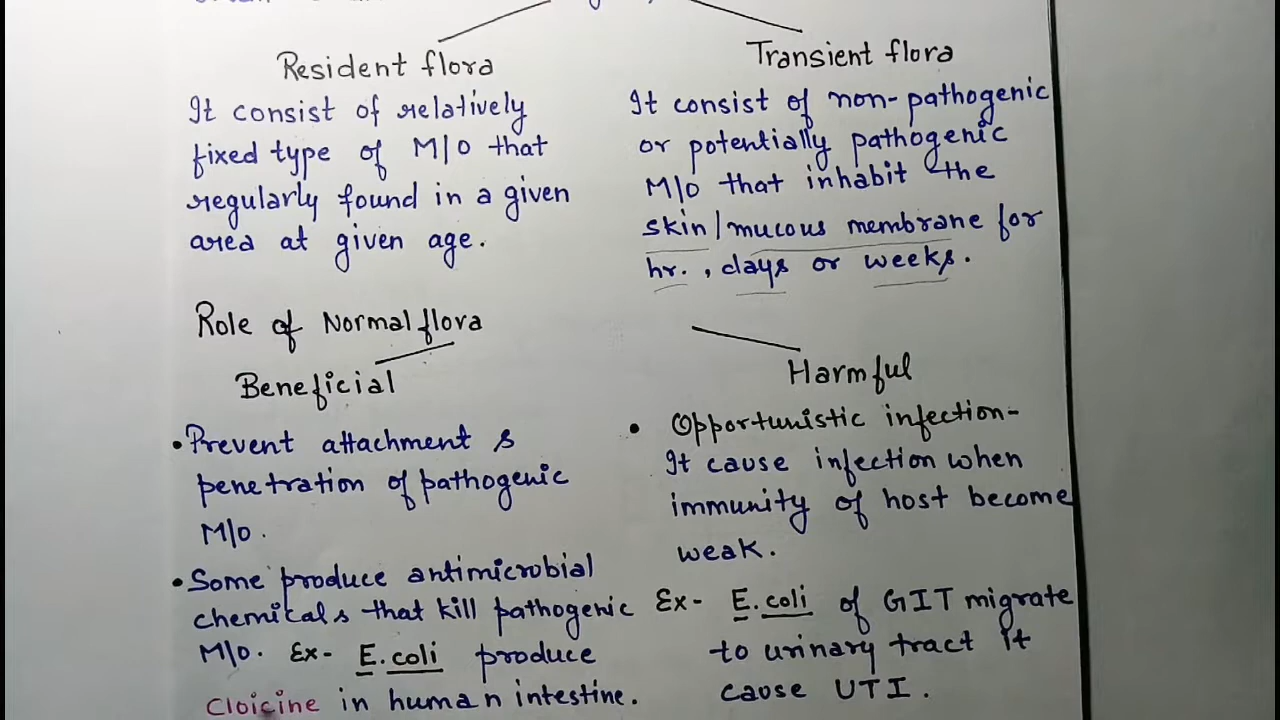 Resident flora
It consist of relatively
fixed type of M/O that
regularly found in a given
area at given age.
Transient flora
It consist of non-pathogenic
or potentially pathogenic
M/O that inhabit the
skin/mucous membrane for
hr., days or weeks.
Role of Normal flora
Beneficial
• Prevent attachment &
penetration of pathogenic
M/O.
• Some produce antimicrobial
chemicals that kill pathogenic
M/O. Ex- E.coli produce
Cloicine in human intestine.
Harmful
• Opportunistic infection-
It cause infection when
immunity of host become
weak.
Ex- E.coli of GIT migrate
to urinary tract it
cause UTI.